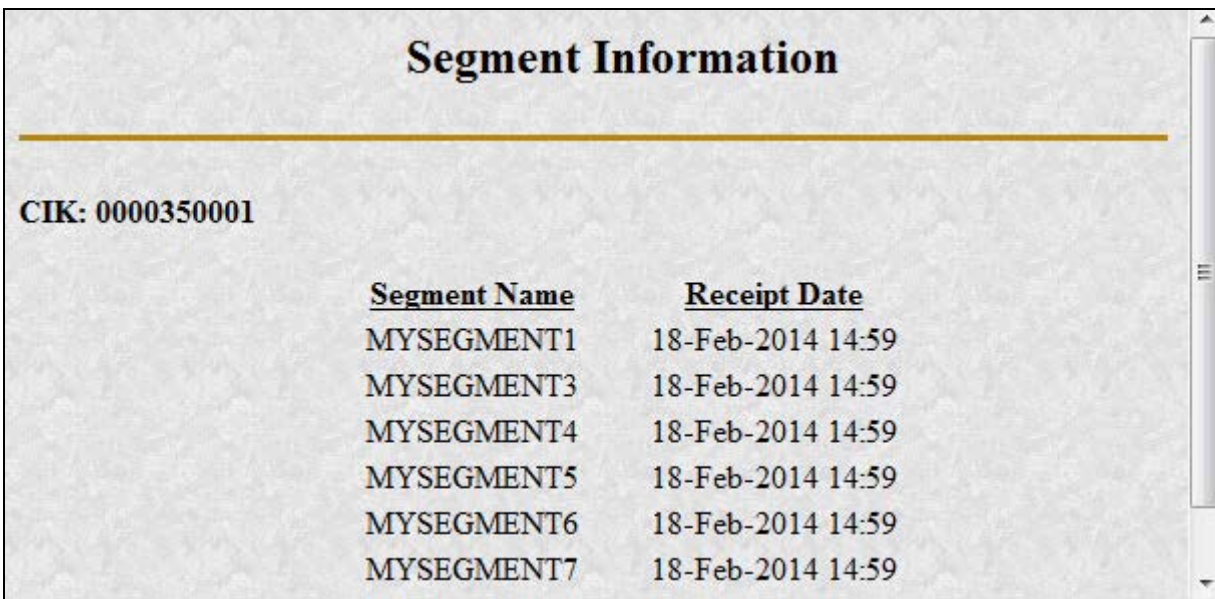 Segment Information
CIK: 0000350001
Segment Name Receipt Date
MYSEGMENT1 18-Feb-2014 14:59
MYSEGMENT3 18-Feb-2014 14:59
MYSEGMENT4 18-Feb-2014 14:59
MYSEGMENT5 18-Feb-2014 14:59
MYSEGMENT6 18-Feb-2014 14:59
MYSEGMENT7 18-Feb-2014 14:59